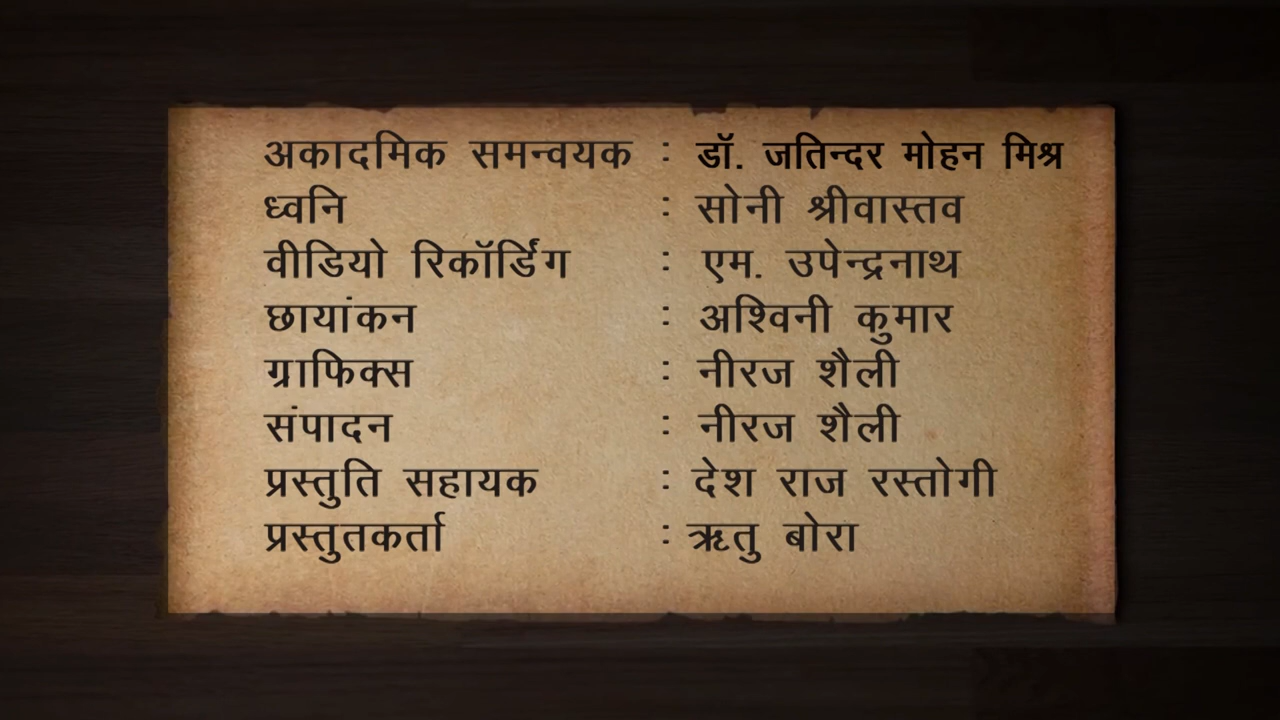 अकादमिक समन्वयक : डॉ. जतिन्दर मोहन मिश्र
ध्वनि : सोनी श्रीवास्तव
वीडियो रिकॉर्डिंग : एम. उपेन्द्रनाथ
छायांकन : अश्विनी कुमार
ग्राफिक्स : नीरज शैली
संपादन : नीरज शैली
प्रस्तुति सहायक : देश राज रस्तोगी
प्रस्तुतकर्ता : ऋतु बोरा